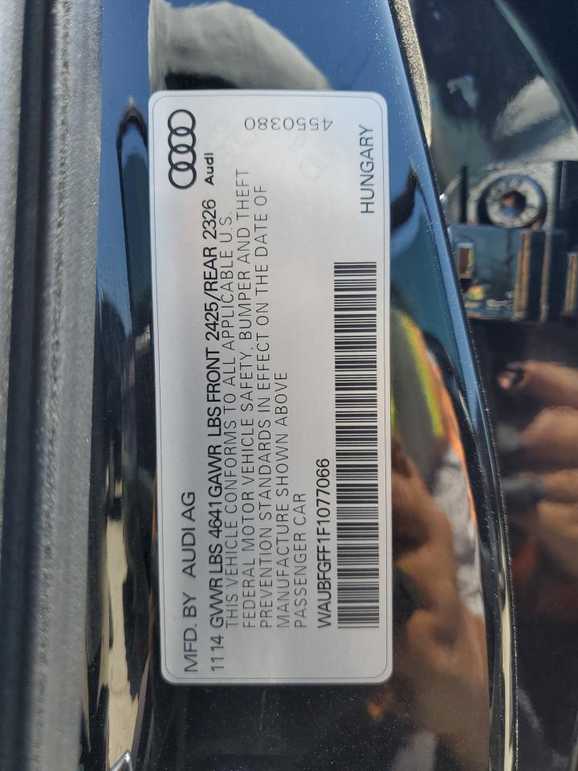 MFD. BY AUDI AG
Audi
1114 GVWR LBS 4641 GAWR LBS FRONT 2425/REAR 2326
THIS VEHICLE CONFORMS TO ALL APPLICABLE U.S.
FEDERAL MOTOR VEHICLE SAFETY, BUMPER AND THEFT
PREVENTION STANDARDS IN EFFECT ON THE DATE OF
MANUFACTURE SHOWN ABOVE
PASSENGER CAR
4550380
WAUBFGFF1F1077066
HUNGARY